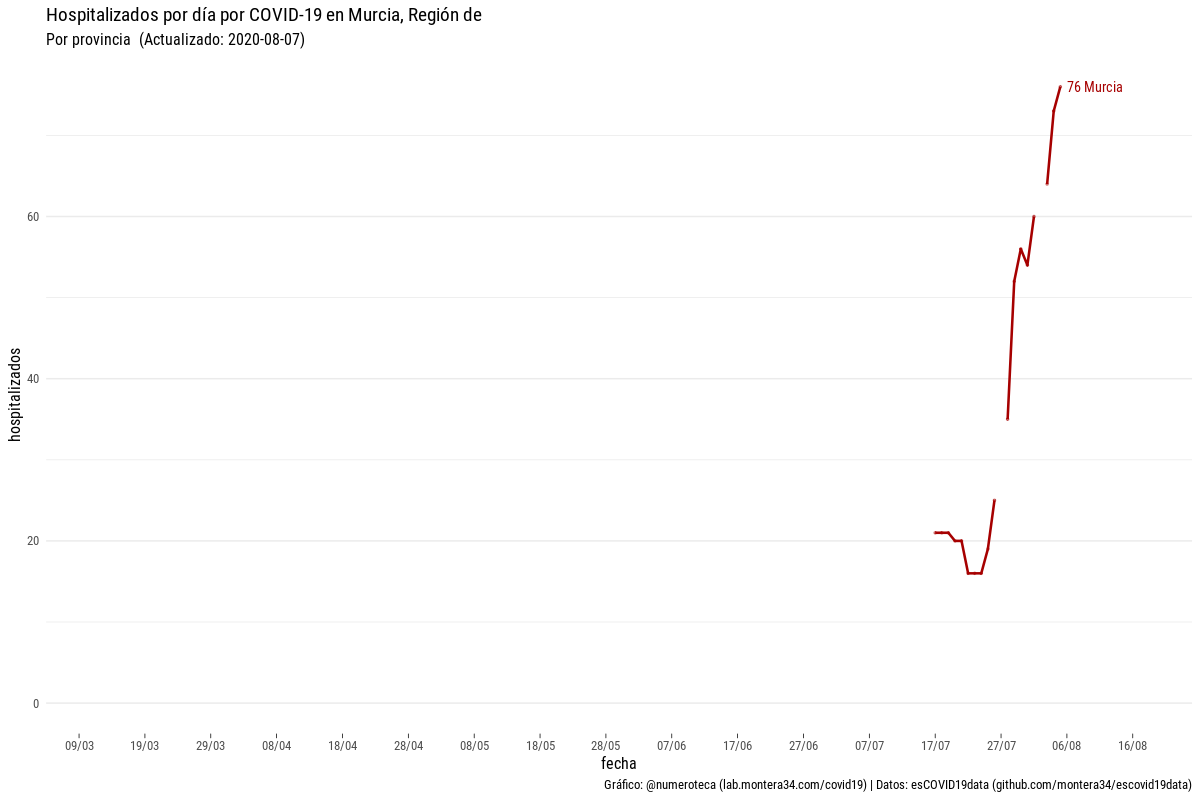 Hospitalizados por día por COVID-19 en Murcia, Región de
Por provincia  (Actualizado: 2020-08-07)
76 Murcia
hospitalizados
60
40
20
0
09/03 19/03 29/03 08/04 18/04 28/04 08/05 18/05 28/05 07/06 17/06 27/06 07/07 17/07 27/07 06/08 16/08
fecha
Gráfico: @numeroteca (lab.montera34.com/covid19) | Datos: esCOVID19data (github.com/montera34/escovid19data)